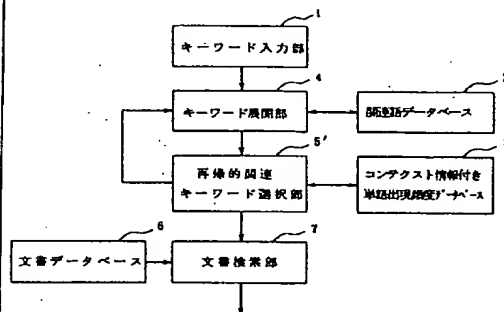 1
キーワード入力部
4
キーワード展開部
関連語データベース
5'
再帰的関連
キーワード選択部
コンテクスト情報付き
単語出現頻度データベース
6
文書データベース
7
文書検索部